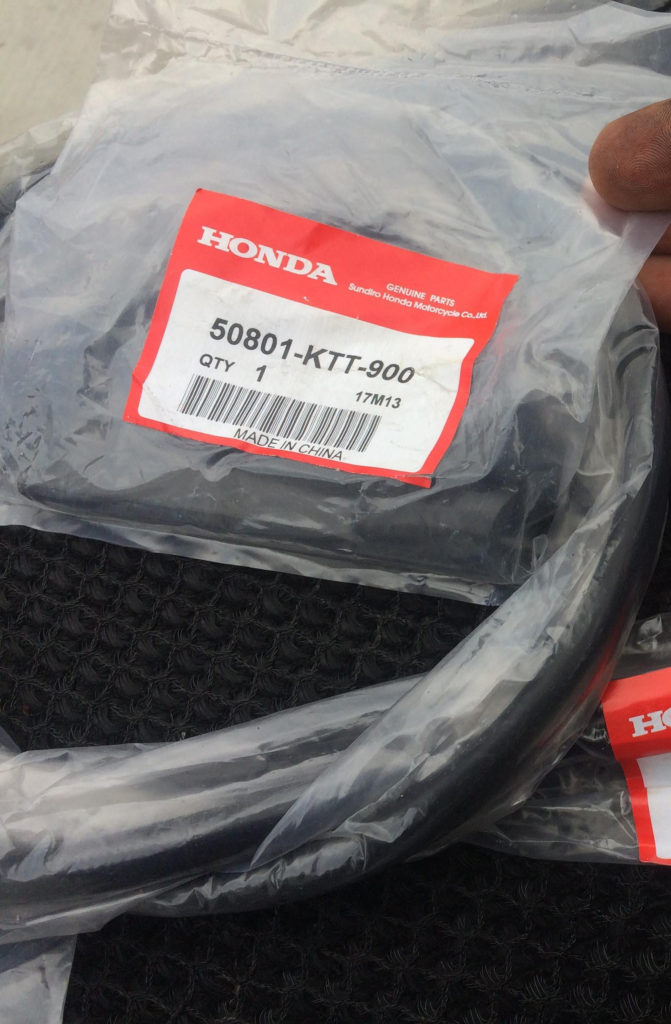 HONDA
GENUINE PARTS
Sundiro Honda Motorcycle Co.,Ltd.
50801-KTT-900
QTY 1
17M13
MADE IN CHINA
HO